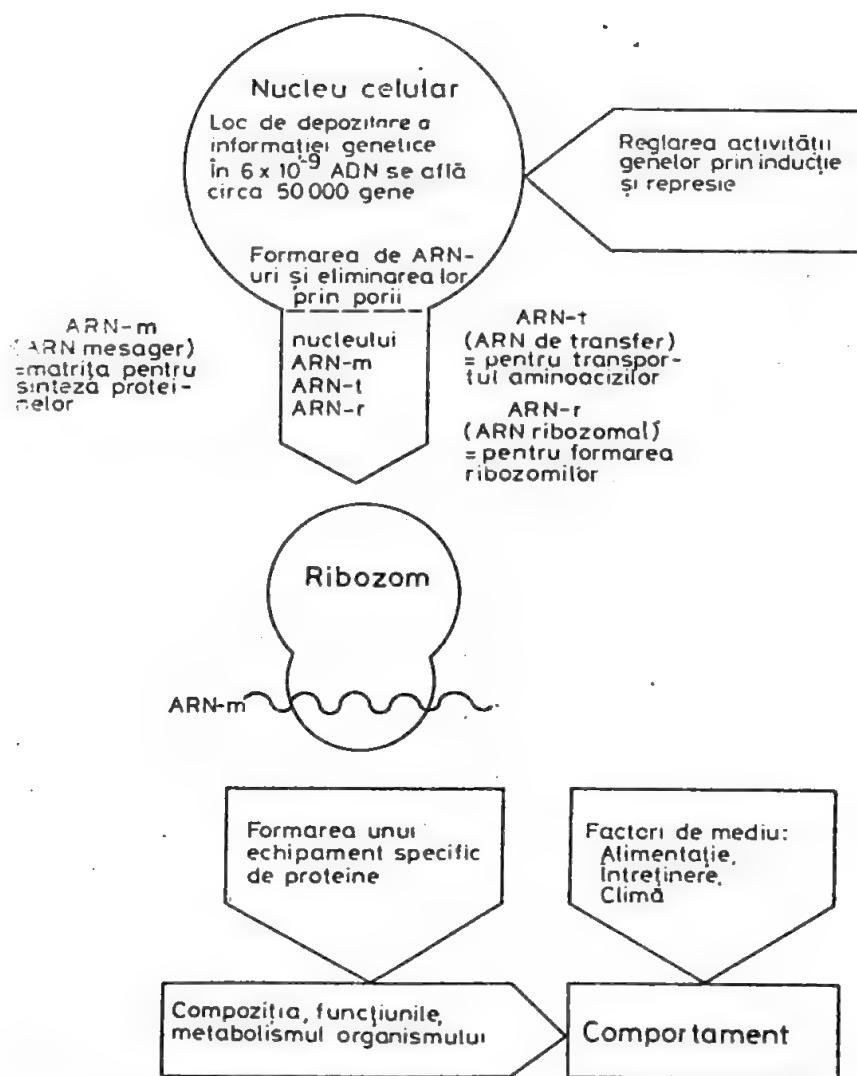 Nucleu celular
Loc de depozitare a
informației genetice
în 6 x 10⁻⁹ ADN se află
circa 50 000 gene
Reglarea activității
genelor prin inducție
și represie
Formarea de ARN-
uri și eliminarea lor
prin porii
nucleului
ARN-m
ARN-t
ARN-r
ARN-m
(ARN mesager)
=matrița pentru
sinteza protei-
nelor
ARN-t
(ARN de transfer)
= pentru transpor-
tul aminoacizilor
ARN-r
(ARN ribozomal)
= pentru formarea
ribozomilor
Ribozom
ARN-m
Formarea unui
echipament specific
de proteine
Factori de mediu:
Alimentație,
Întreținere,
Climă
Compoziția, funcțiunile,
metabolismul organismului
Comportament